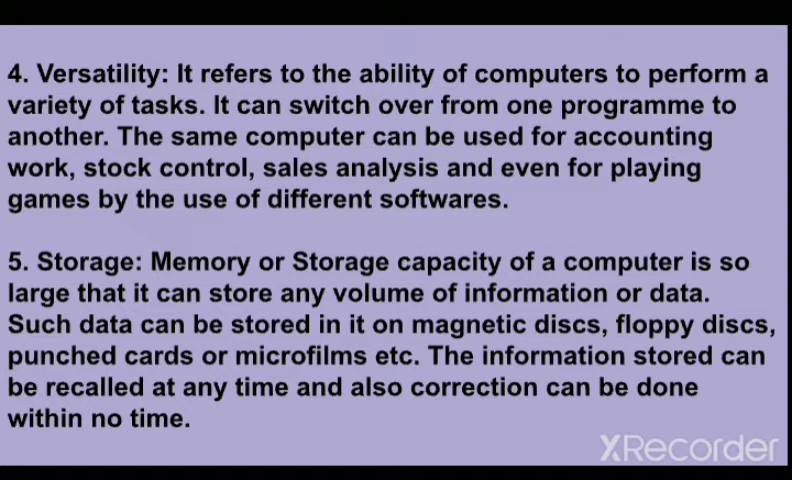 4. Versatility: It refers to the ability of computers to perform a
variety of tasks. It can switch over from one programme to
another. The same computer can be used for accounting
work, stock control, sales analysis and even for playing
games by the use of different softwares.
5. Storage: Memory or Storage capacity of a computer is so
large that it can store any volume of information or data.
Such data can be stored in it on magnetic discs, floppy discs,
punched cards or microfilms etc. The information stored can
be recalled at any time and also correction can be done
within no time.
XRecorder